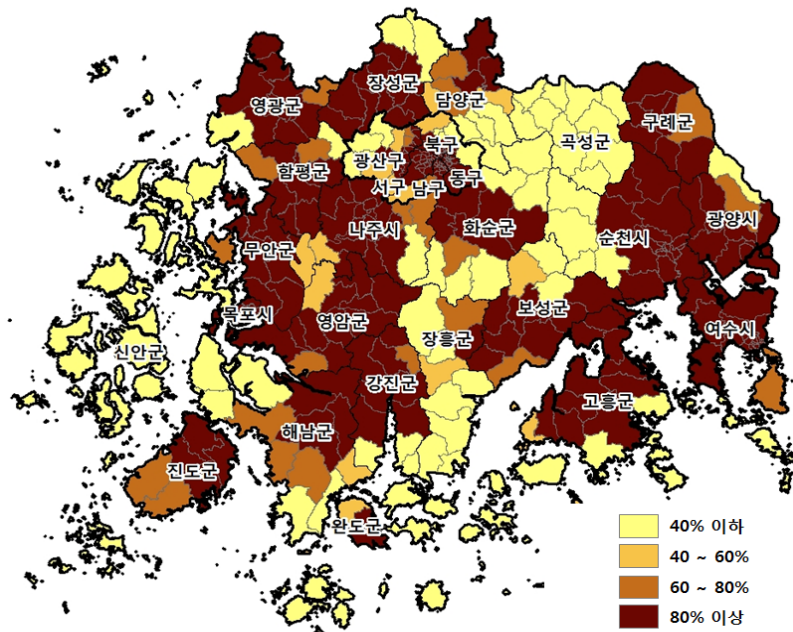 장성군
영광군
담양군
구례군
북구
곡성군
광산구
함평군
동구
서구
남구
광양시
나주시
화순군
순천시
무안군
보성군
목포시
영암군
여수시
장흥군
신안군
강진군
고흥군
해남군
진도군
완도군
40% 이하
40 ~ 60%
60 ~ 80%
80% 이상